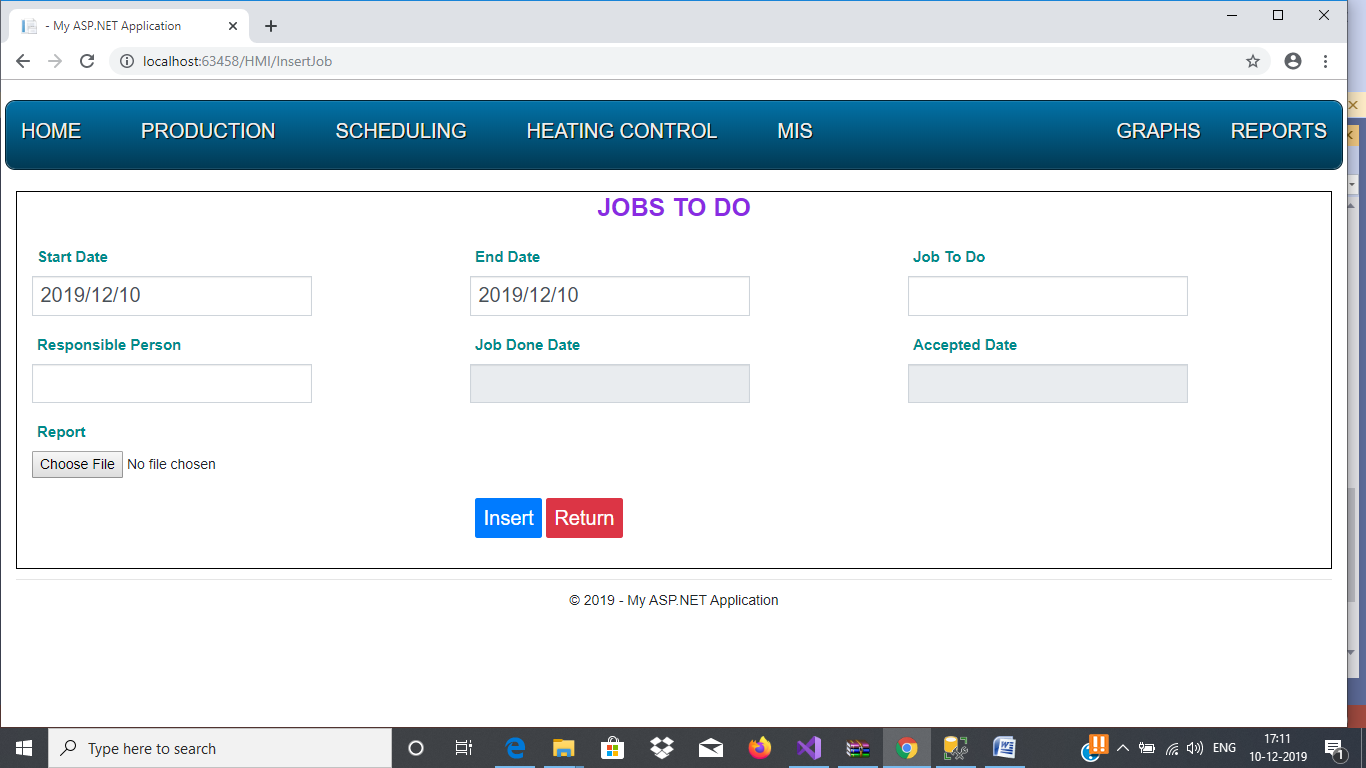 - My ASP.NET Application
localhost:63458/HMI/InsertJob
HOME PRODUCTION SCHEDULING HEATING CONTROL MIS GRAPHS REPORTS
JOBS TO DO
Start Date End Date Job To Do
2019/12/10 2019/12/10
Responsible Person Job Done Date Accepted Date
Report
Choose File No file chosen
Insert Return
© 2019 - My ASP.NET Application
Type here to search
ENG
17:11
10-12-2019
1